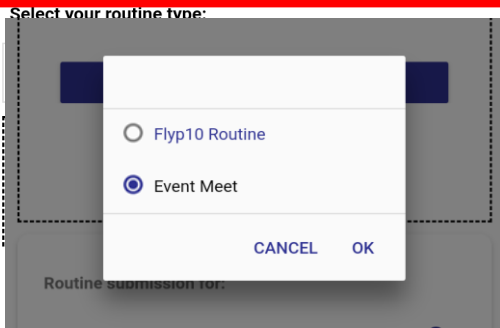 Select your routine type:
Flyp10 Routine
Event Meet
CANCEL OK
Routine submission for: